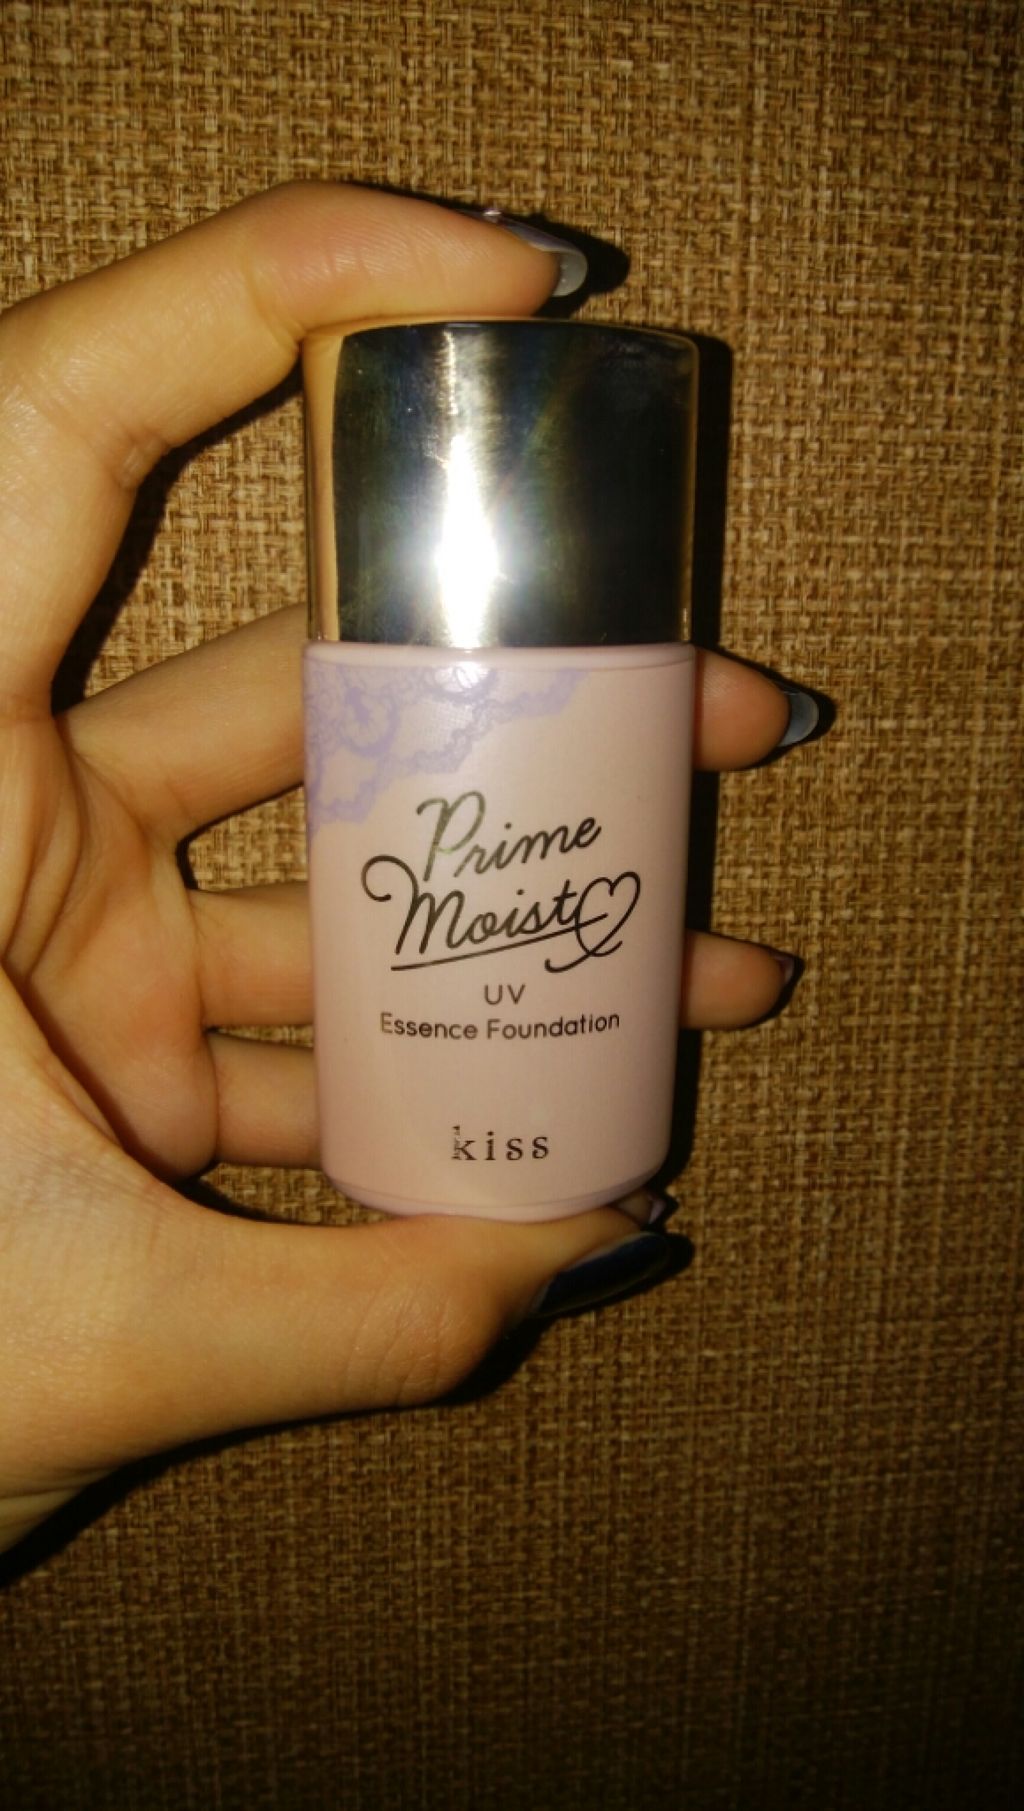 Prime
Moist
UV
Essence Foundation
kiss